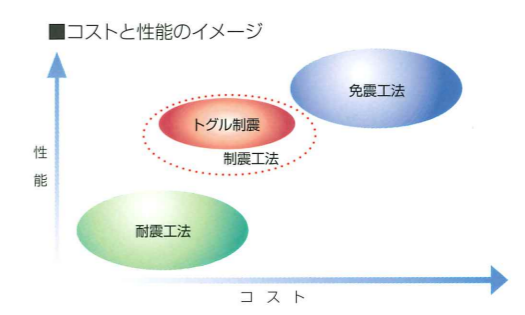 ■コストと性能のイメージ
免震工法
トグル制震
制震工法
性能
耐震工法
コスト